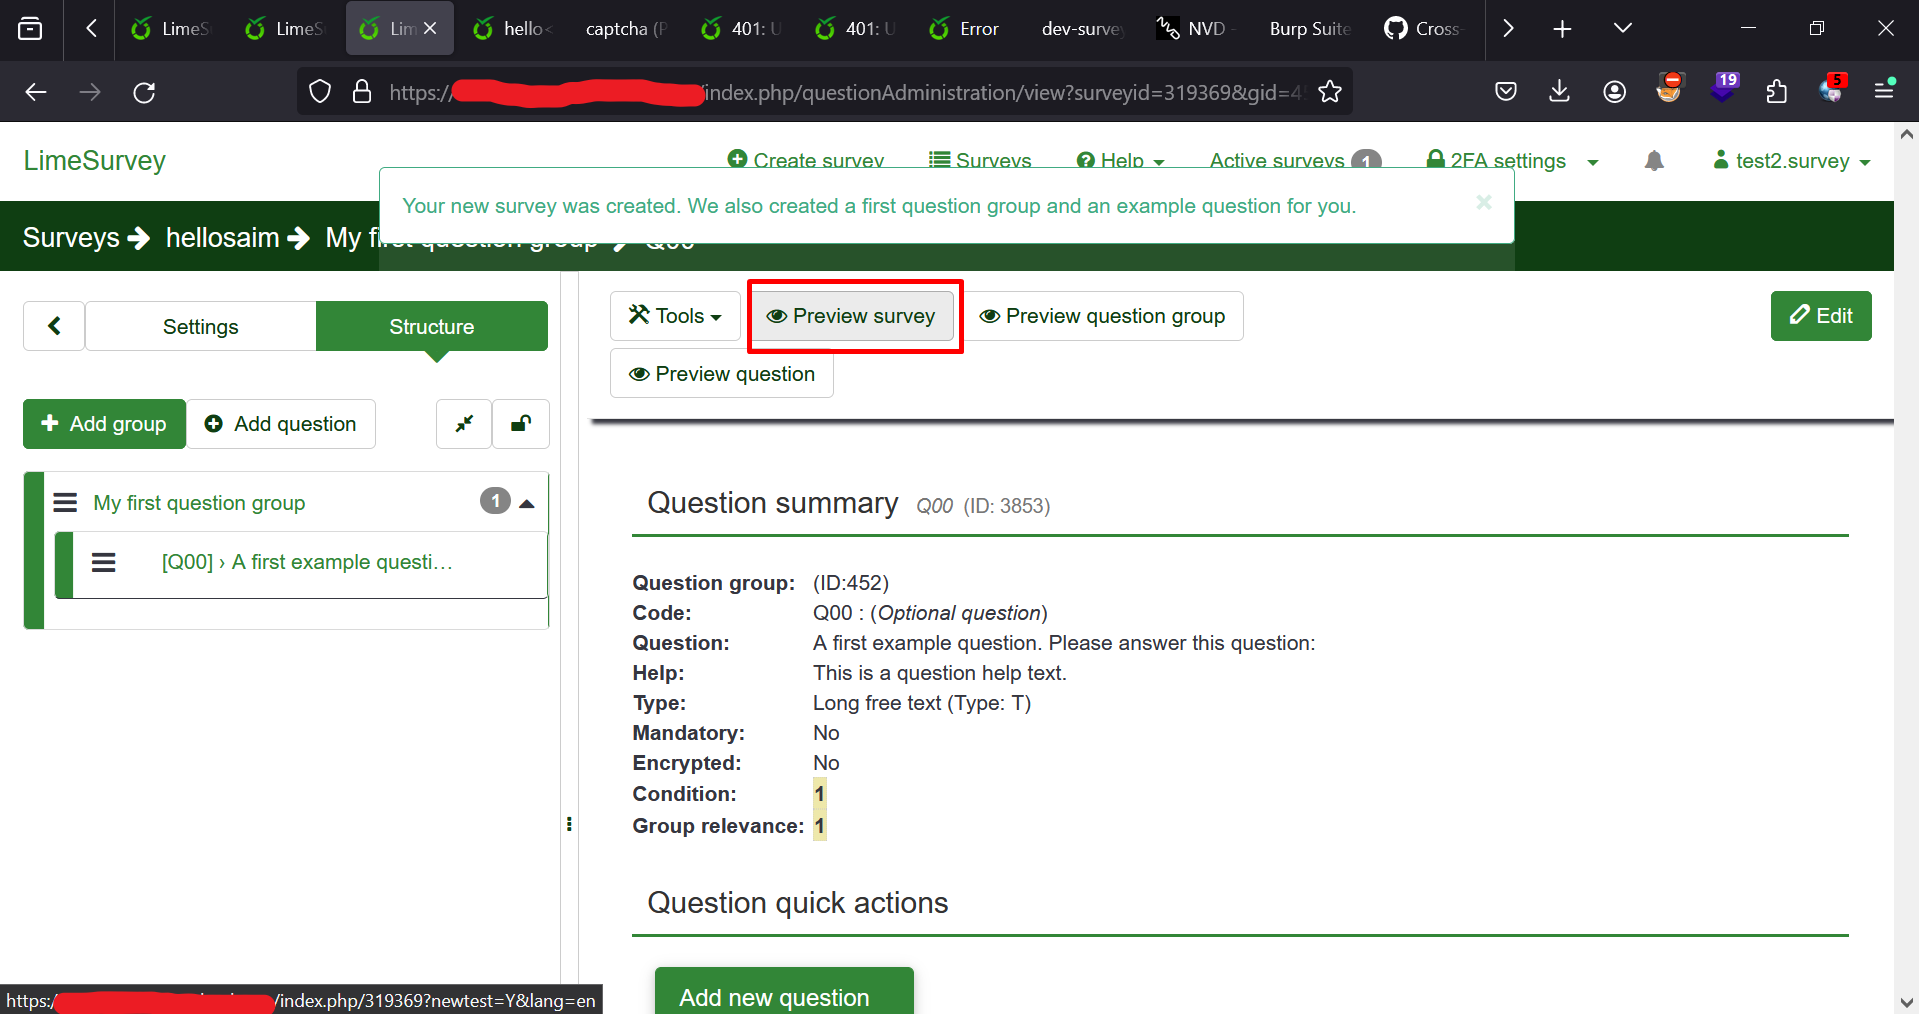 LimeS LimeS Lim hello< captcha (P 401: U 401: U Error dev-survey NVD - Burp Suite Cross-
https:/ index.php/questionAdministration/view?surveyid=319369&gid=4 19 5
LimeSurvey Create survey Surveys Help Active surveys 1 2FA settings test2.survey
Your new survey was created. We also created a first question group and an example question for you. ×
Surveys hellosaim My first question group Q00
Settings Structure
Tools Preview survey Preview question group Edit
Preview question
Add group Add question
My first question group 1
[Q00] › A first example questi…
Question summary Q00 (ID: 3853)
Question group: (ID:452)
Code: Q00 : (Optional question)
Question: A first example question. Please answer this question:
Help: This is a question help text.
Type: Long free text (Type: T)
Mandatory: No
Encrypted: No
Condition: 1
Group relevance: 1
Question quick actions
Add new question
https:/ /index.php/319369?newtest=Y&lang=en